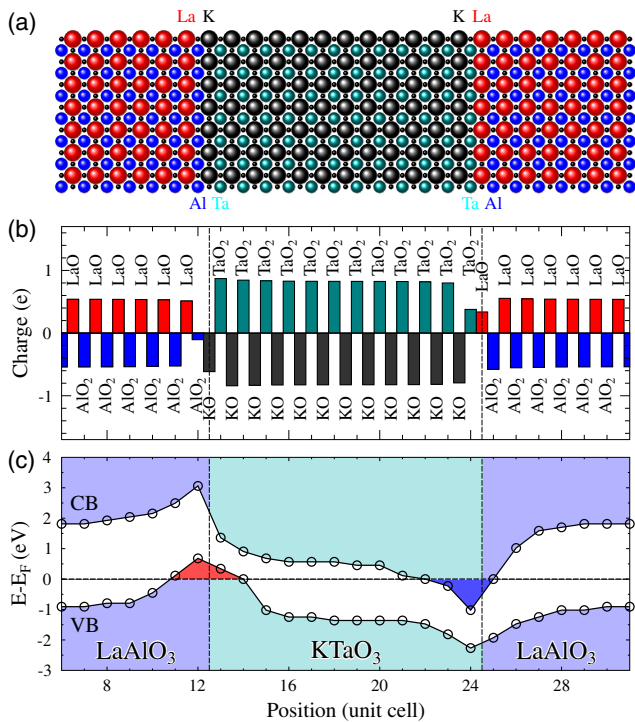 (a)
La K K La
Al Ta Ta Al
(b)
Charge (e)
1
0
-1
LaO LaO LaO LaO LaO LaO TaO₂ TaO₂ TaO₂ TaO₂ TaO₂ TaO₂ TaO₂ TaO₂ TaO₂ TaO₂ TaO₂ TaO₂ LaO LaO LaO LaO LaO LaO LaO
AlO₂ AlO₂ AlO₂ AlO₂ AlO₂ AlO₂ KO KO KO KO KO KO KO KO KO KO KO KO AlO₂ AlO₂ AlO₂ AlO₂ AlO₂ AlO₂
(c)
E-E_F (eV)
4
3
2
1
0
-1
-2
-3
CB
VB
LaAlO₃ KTaO₃ LaAlO₃
8 12 16 20 24 28
Position (unit cell)